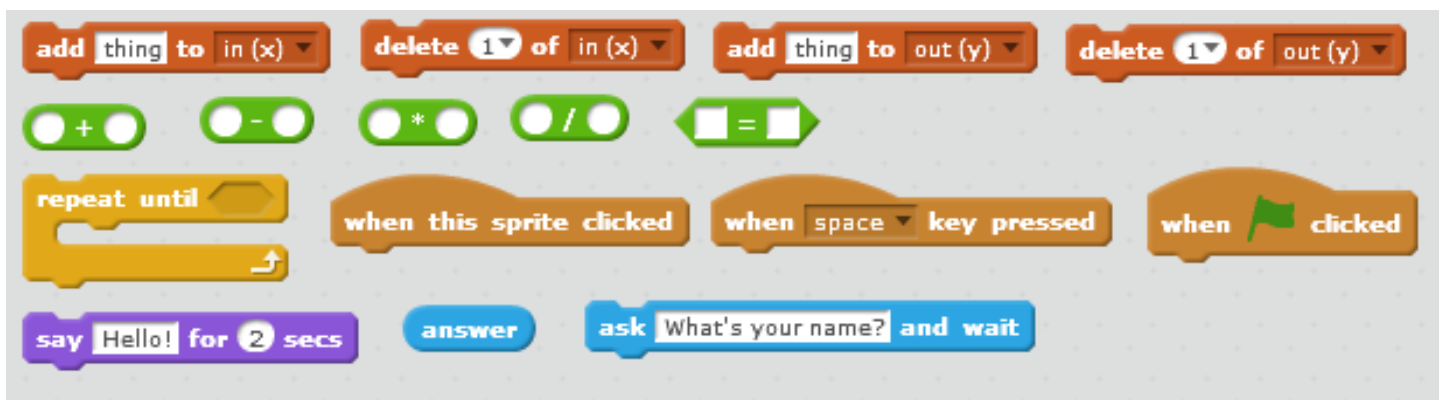 add thing to in (x) delete 1 of in (x) add thing to out (y) delete 1 of out (y)
+ - * / =
repeat until when this sprite clicked when space key pressed when clicked
say Hello! for 2 secs answer ask What's your name? and wait